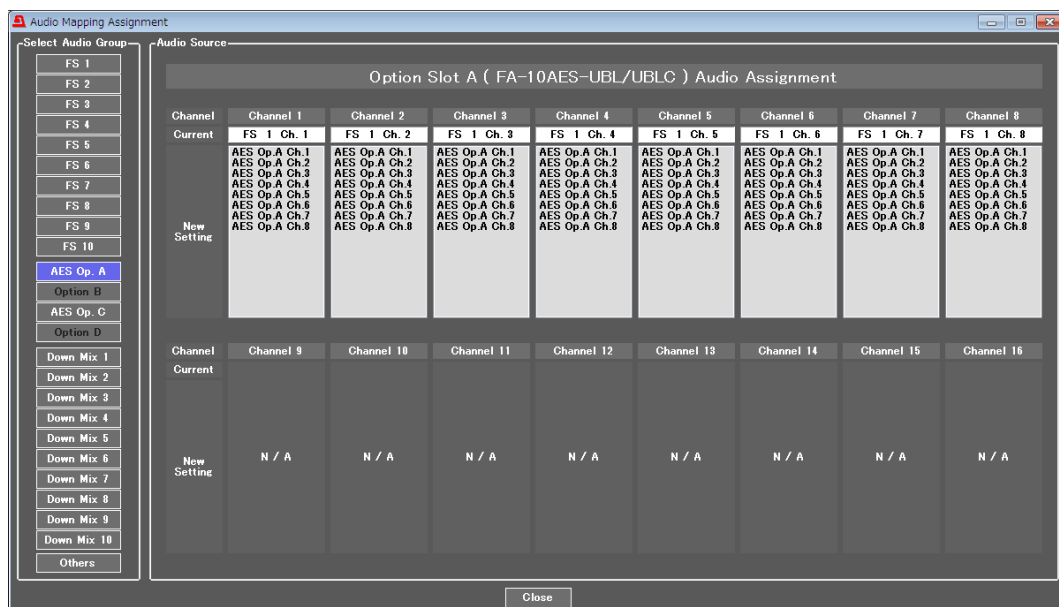 Audio Mapping Assignment
Select Audio Group
Audio Source
FS 1
FS 2
FS 3
FS 4
FS 5
FS 6
FS 7
FS 8
FS 9
FS 10
AES Op. A
Option B
AES Op. C
Option D
Down Mix 1
Down Mix 2
Down Mix 3
Down Mix 4
Down Mix 5
Down Mix 6
Down Mix 7
Down Mix 8
Down Mix 9
Down Mix 10
Others
Option Slot A ( FA-10AES-UBL/UBLC ) Audio Assignment
Channel Channel 1 Channel 2 Channel 3 Channel 4 Channel 5 Channel 6 Channel 7 Channel 8
Current FS 1 Ch. 1 FS 1 Ch. 2 FS 1 Ch. 3 FS 1 Ch. 4 FS 1 Ch. 5 FS 1 Ch. 6 FS 1 Ch. 7 FS 1 Ch. 8
AES Op.A Ch.1 AES Op.A Ch.1 AES Op.A Ch.1 AES Op.A Ch.1 AES Op.A Ch.1 AES Op.A Ch.1 AES Op.A Ch.1 AES Op.A Ch.1
AES Op.A Ch.2 AES Op.A Ch.2 AES Op.A Ch.2 AES Op.A Ch.2 AES Op.A Ch.2 AES Op.A Ch.2 AES Op.A Ch.2 AES Op.A Ch.2
AES Op.A Ch.3 AES Op.A Ch.3 AES Op.A Ch.3 AES Op.A Ch.3 AES Op.A Ch.3 AES Op.A Ch.3 AES Op.A Ch.3 AES Op.A Ch.3
AES Op.A Ch.4 AES Op.A Ch.4 AES Op.A Ch.4 AES Op.A Ch.4 AES Op.A Ch.4 AES Op.A Ch.4 AES Op.A Ch.4 AES Op.A Ch.4
AES Op.A Ch.5 AES Op.A Ch.5 AES Op.A Ch.5 AES Op.A Ch.5 AES Op.A Ch.5 AES Op.A Ch.5 AES Op.A Ch.5 AES Op.A Ch.5
AES Op.A Ch.6 AES Op.A Ch.6 AES Op.A Ch.6 AES Op.A Ch.6 AES Op.A Ch.6 AES Op.A Ch.6 AES Op.A Ch.6 AES Op.A Ch.6
AES Op.A Ch.7 AES Op.A Ch.7 AES Op.A Ch.7 AES Op.A Ch.7 AES Op.A Ch.7 AES Op.A Ch.7 AES Op.A Ch.7 AES Op.A Ch.7
AES Op.A Ch.8 AES Op.A Ch.8 AES Op.A Ch.8 AES Op.A Ch.8 AES Op.A Ch.8 AES Op.A Ch.8 AES Op.A Ch.8 AES Op.A Ch.8
New
Setting
Channel Channel 9 Channel 10 Channel 11 Channel 12 Channel 13 Channel 14 Channel 15 Channel 16
Current
N / A N / A N / A N / A N / A N / A N / A N / A
New
Setting
Close